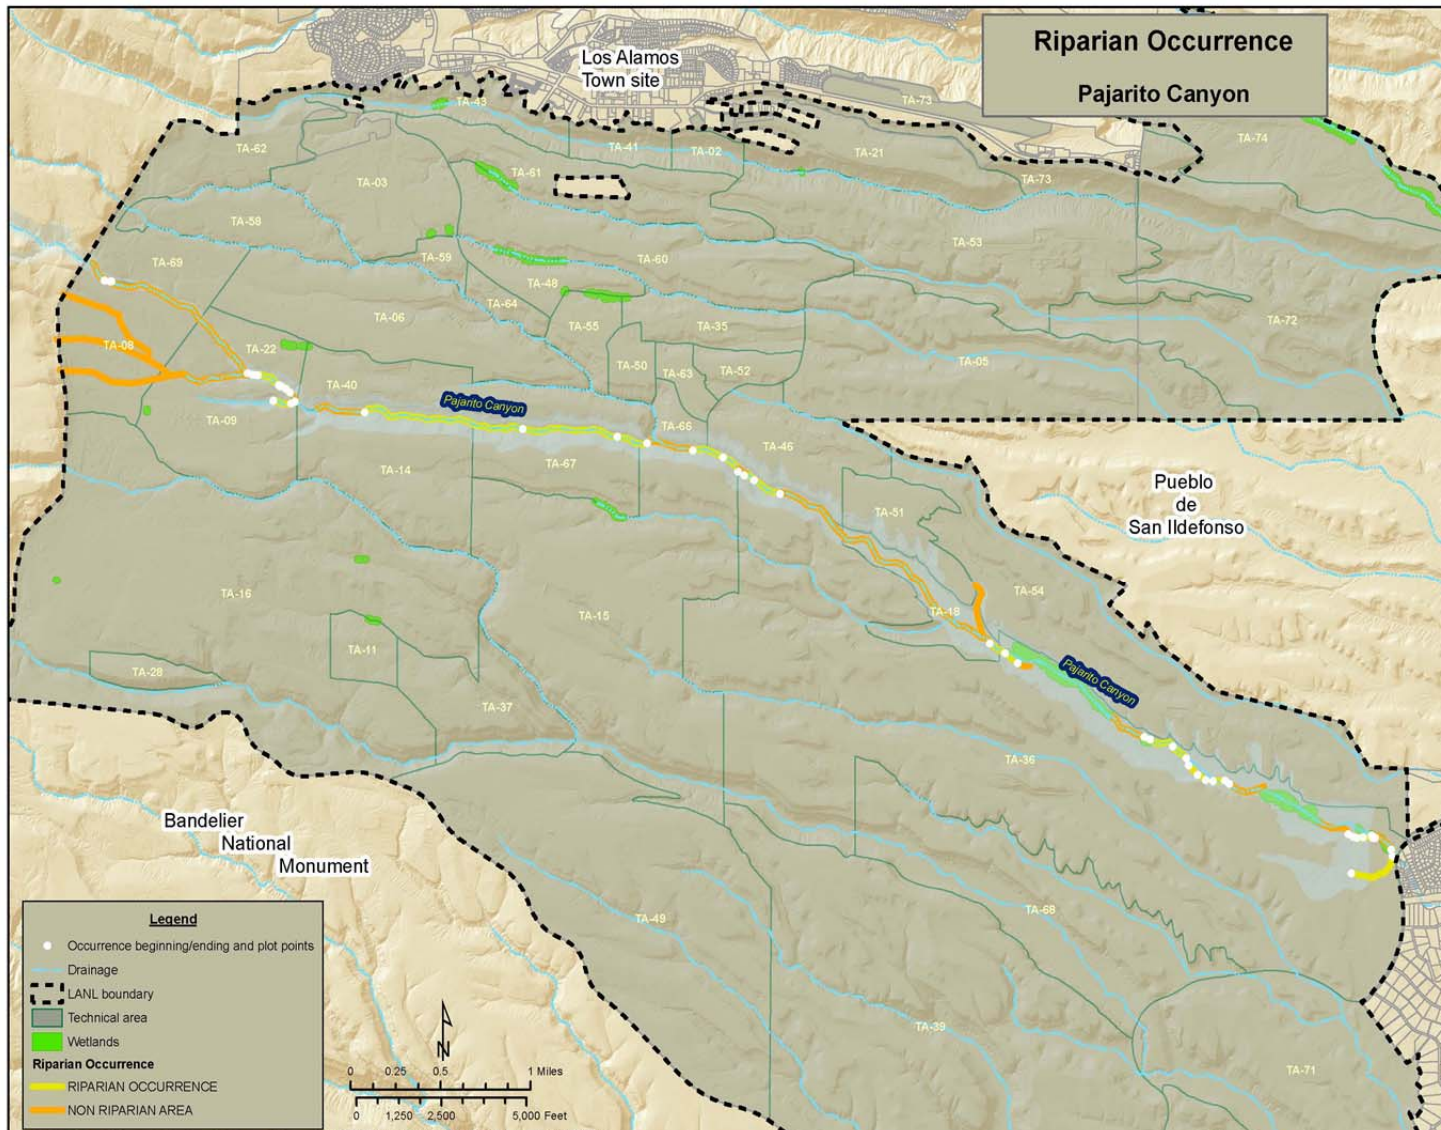 Riparian Occurrence
Pajarito Canyon
Los Alamos
Town site
TA-43
TA-73
TA-74
TA-62
TA-41
TA-02
TA-21
TA-61
TA-03
TA-73
TA-58
TA-53
TA-59
TA-60
TA-69
TA-48
TA-64
TA-06
TA-55
TA-35
TA-72
TA-08
TA-22
TA-50
TA-63
TA-52
TA-05
TA-40
Pajarito Canyon
TA-09
TA-66
TA-46
TA-14
TA-67
Pueblo
de
San Ildefonso
TA-51
TA-16
TA-15
TA-18
TA-54
TA-11
TA-28
Pajarito Canyon
TA-37
TA-36
Bandelier
National
Monument
TA-49
TA-68
TA-39
TA-71
Legend
Occurrence beginning/ending and plot points
Drainage
LANL boundary
Technical area
Wetlands
Riparian Occurrence
RIPARIAN OCCURRENCE
NON RIPARIAN AREA
N
0 0.25 0.5 1 Miles
0 1,250 2,500 5,000 Feet